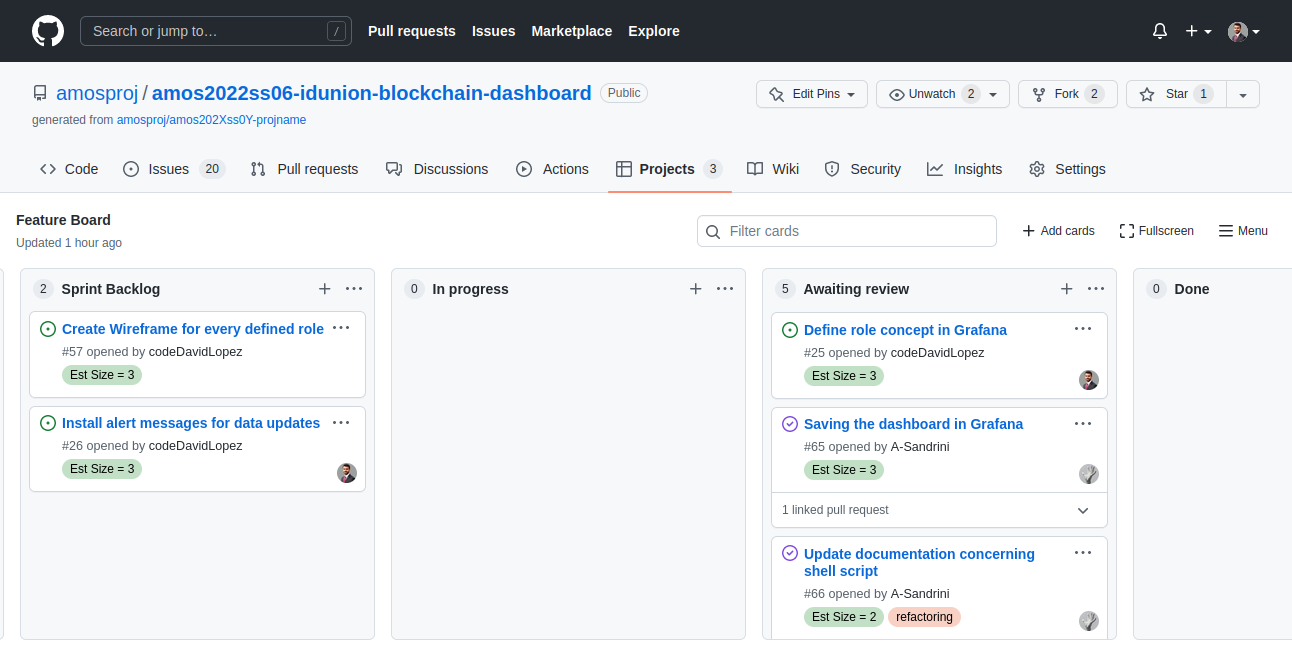 Search or jump to… /
Pull requests Issues Marketplace Explore
amosproj / amos2022ss06-idunion-blockchain-dashboard Public
generated from amosproj/amos202Xss0Y-projname
Edit Pins Unwatch 2 Fork 2 Star 1
Code Issues 20 Pull requests Discussions Actions Projects 3 Wiki Security Insights Settings
Feature Board
Updated 1 hour ago
Filter cards
Add cards Fullscreen Menu
2 Sprint Backlog
Create Wireframe for every defined role
#57 opened by codeDavidLopez
Est Size = 3
Install alert messages for data updates
#26 opened by codeDavidLopez
Est Size = 3
0 In progress
5 Awaiting review
Define role concept in Grafana
#25 opened by codeDavidLopez
Est Size = 3
Saving the dashboard in Grafana
#65 opened by A-Sandrini
Est Size = 3
1 linked pull request
Update documentation concerning
shell script
#66 opened by A-Sandrini
Est Size = 2 refactoring
0 Done